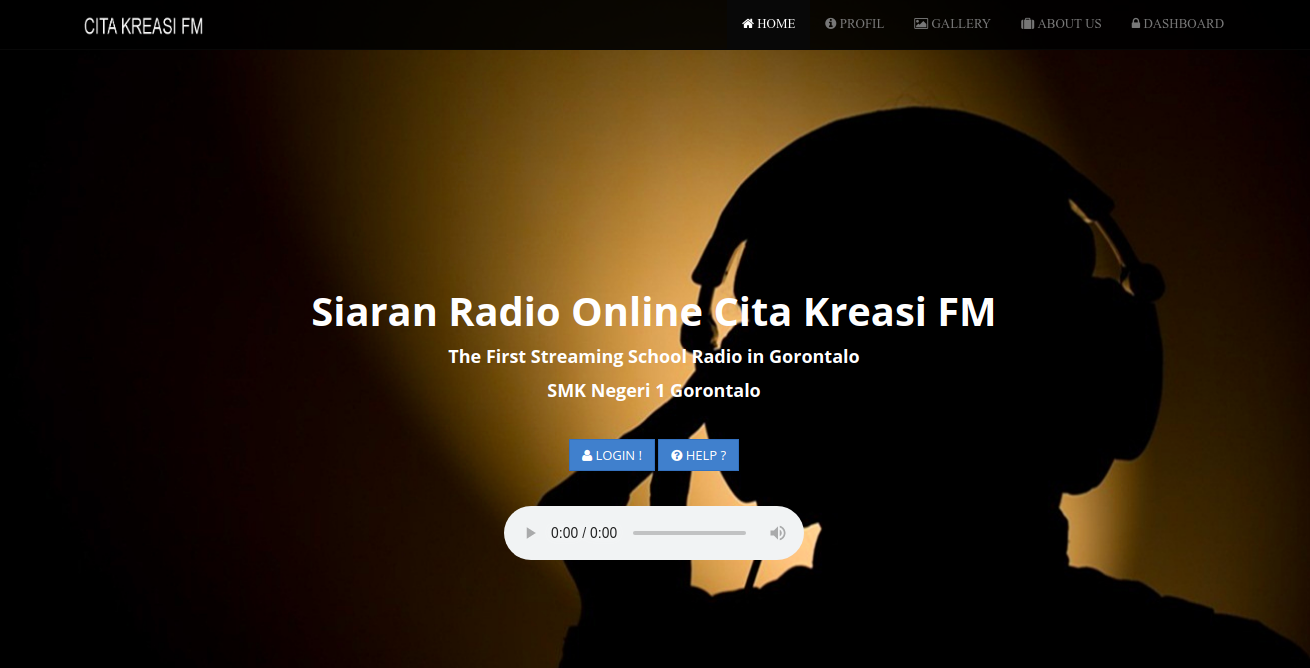 CITA KREASI FM
HOME PROFIL GALLERY ABOUT US DASHBOARD
Siaran Radio Online Cita Kreasi FM
The First Streaming School Radio in Gorontalo
SMK Negeri 1 Gorontalo
LOGIN ! HELP ?
0:00 / 0:00